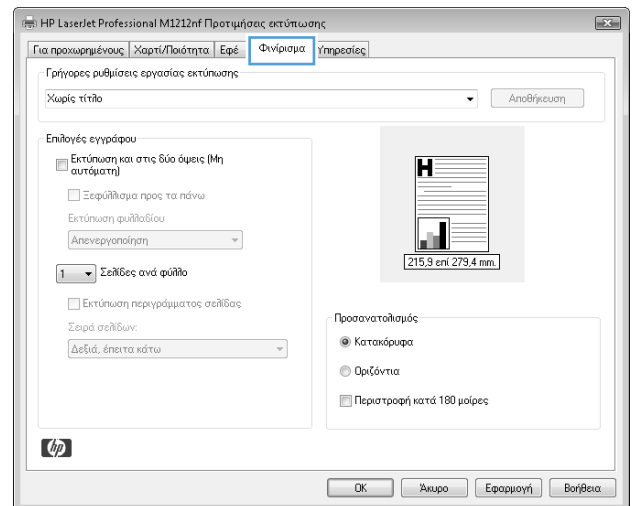 HP LaserJet Professional M1212nf Προτιμήσεις εκτύπωσης
Για προχωρημένους Χαρτί/Ποιότητα Εφέ Φινίρισμα Υπηρεσίες
Γρήγορες ρυθμίσεις εργασίας εκτύπωσης
Χωρίς τίτλο Αποθήκευση
Επιλογές εγγράφου
Εκτύπωση και στις δύο όψεις (Μη
αυτόματη)
Ξεφύλλισμα προς τα πάνω
Εκτύπωση φυλλαδίου
Απενεργοποίηση
1 Σελίδες ανά φύλλο
Εκτύπωση περιγράμματος σελίδας
Σειρά σελίδων:
Δεξιά, έπειτα κάτω
H
215,9 επί 279,4 mm.
Προσανατολισμός
Κατακόρυφα
Οριζόντια
Περιστροφή κατά 180 μοίρες
hp
OK Άκυρο Εφαρμογή Βοήθεια